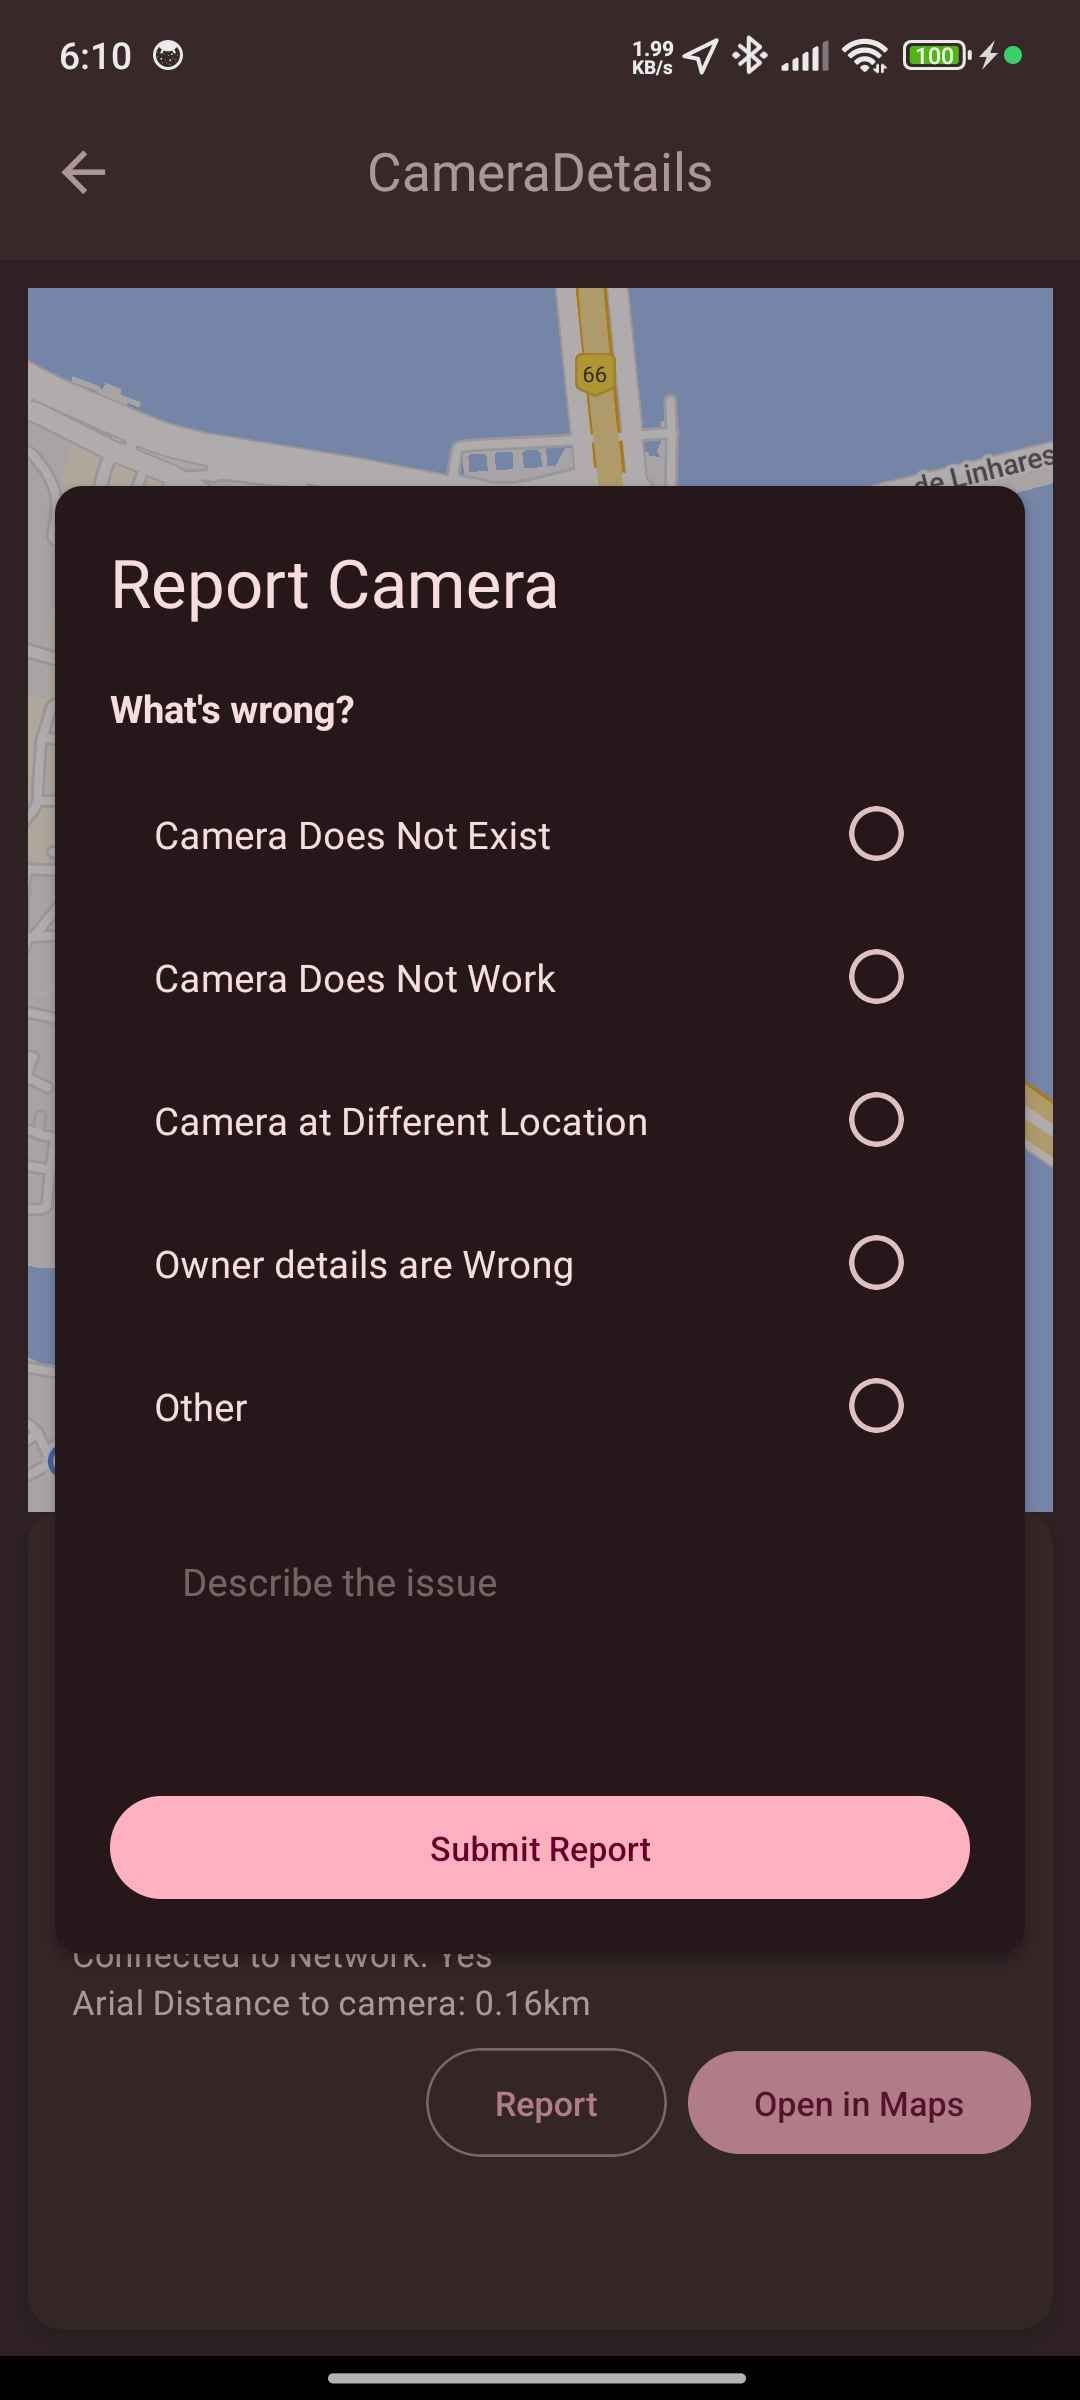 6:10
1.99
KB/s
100
CameraDetails
66
de Linhares
Report Camera
What's wrong?
Camera Does Not Exist
Camera Does Not Work
Camera at Different Location
Owner details are Wrong
Other
Describe the issue
Submit Report
Connected to Network: Yes
Arial Distance to camera: 0.16km
Report
Open in Maps